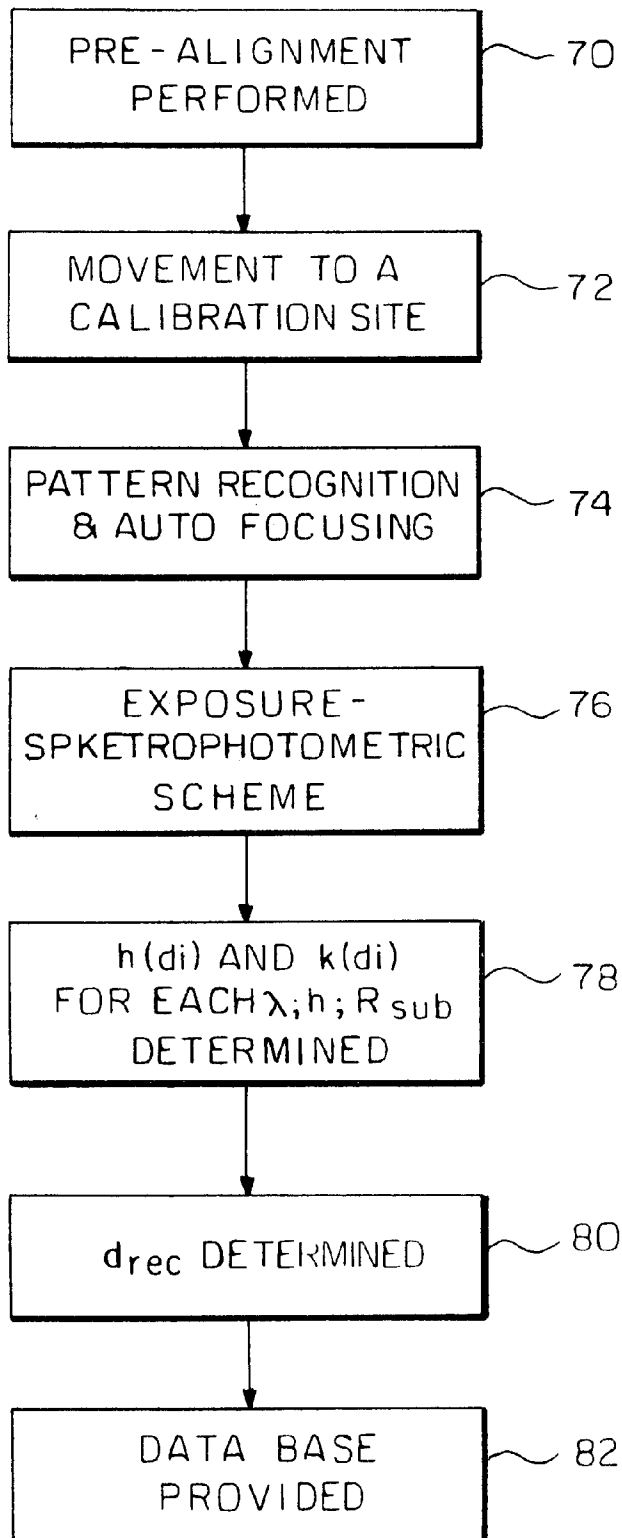 PRE-ALIGNMENT
PERFORMED
70
MOVEMENT TO A
CALIBRATION SITE
72
PATTERN RECOGNITION
& AUTO FOCUSING
74
EXPOSURE-
SPKETROPHOTOMETRIC
SCHEME
76
h(di) AND k(di)
FOR EACH λ; h; Rsub
DETERMINED
78
drec DETERMINED
80
DATA BASE
PROVIDED
82